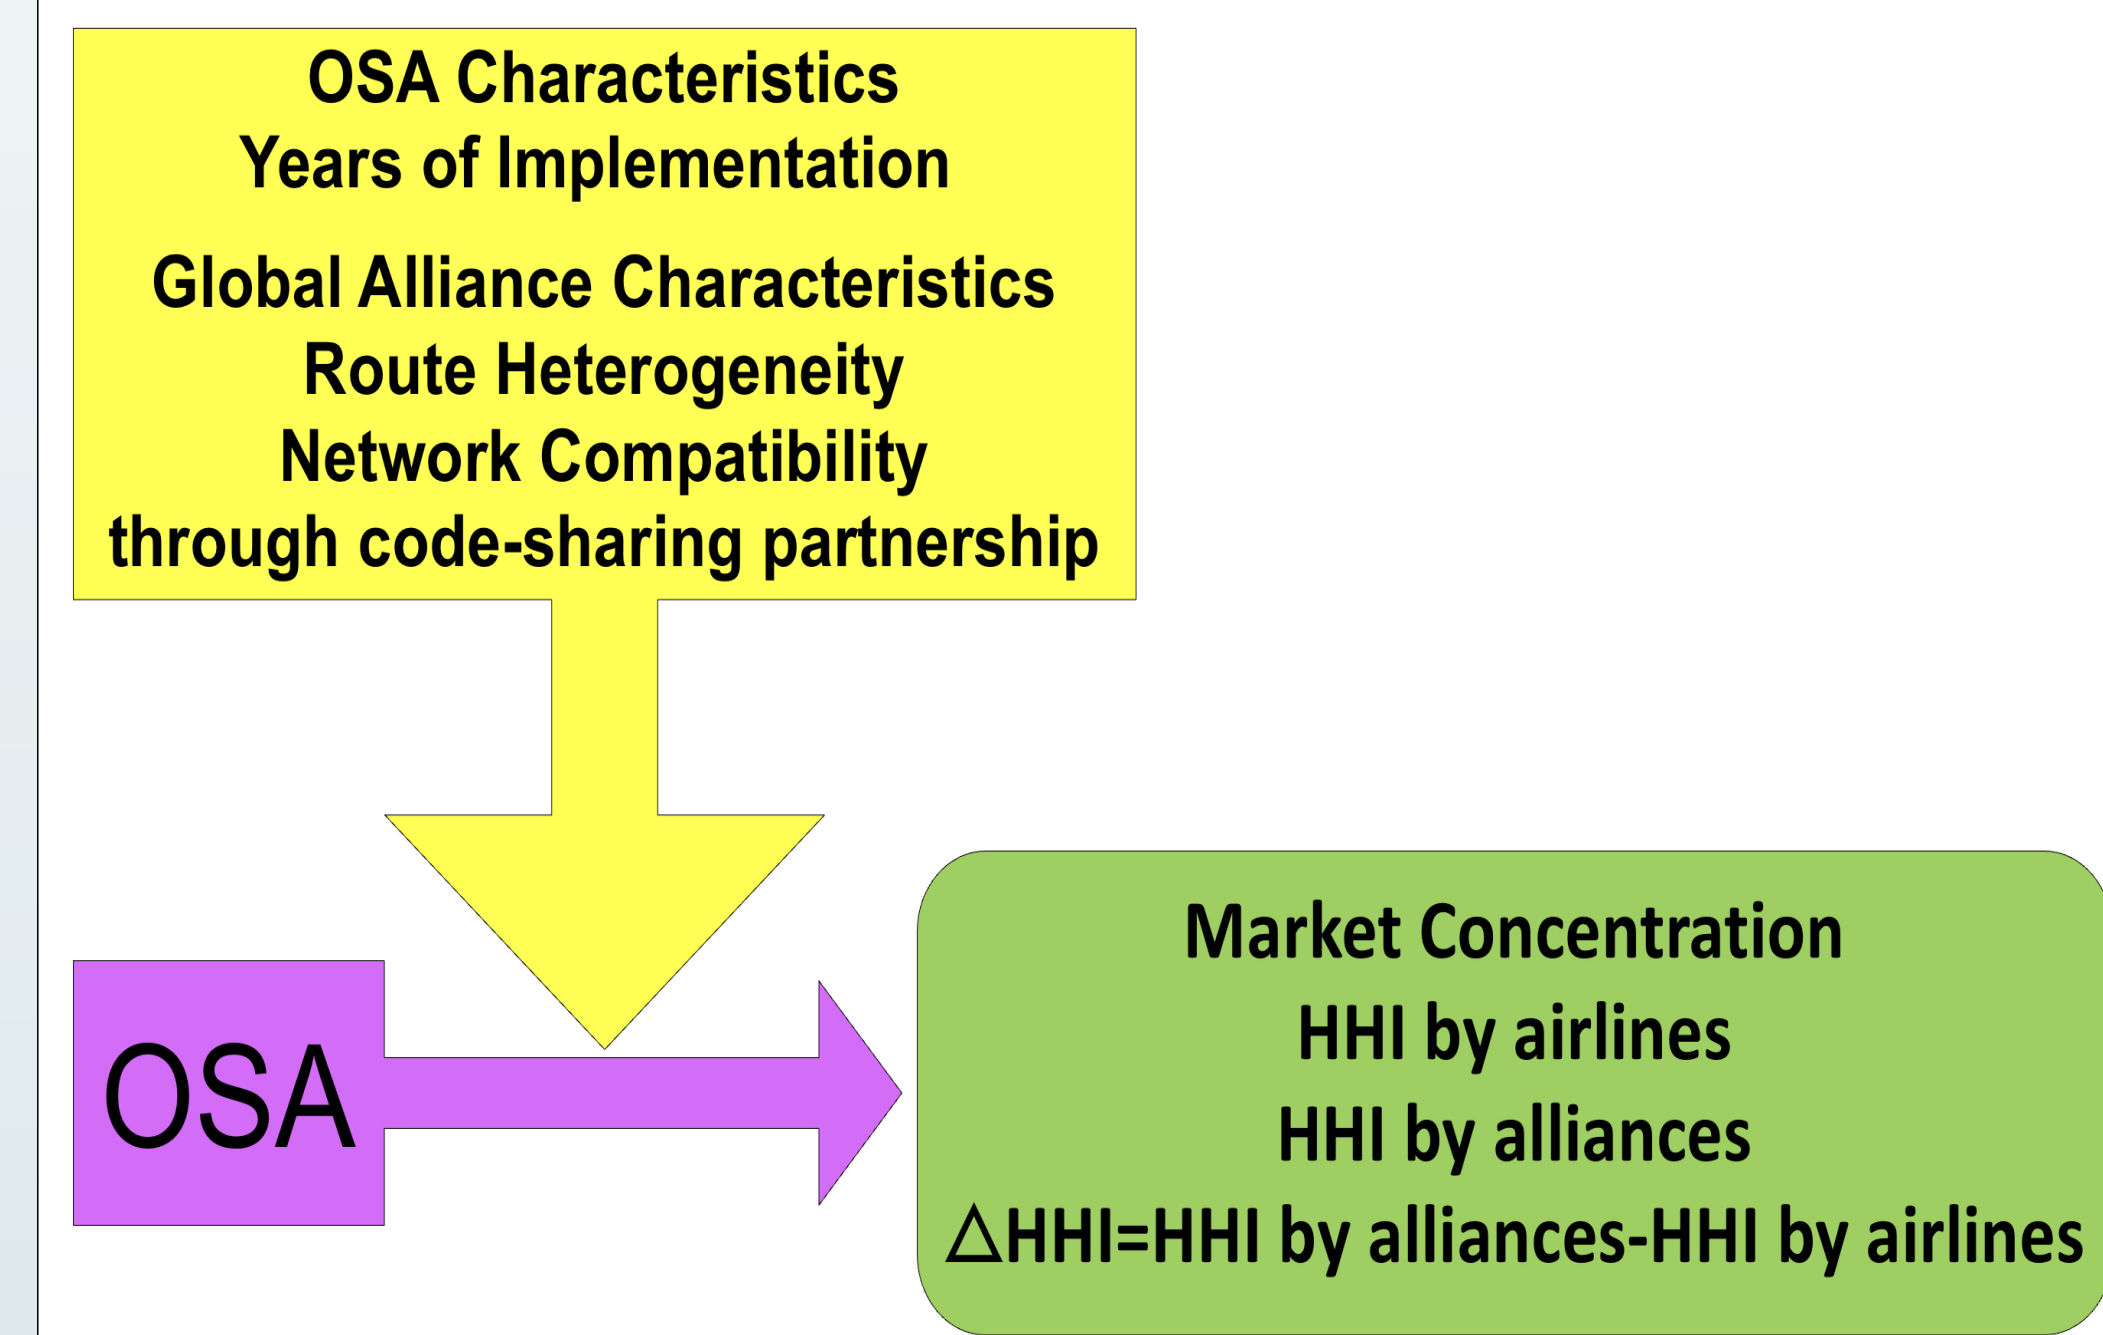 OSA Characteristics
Years of Implementation
Global Alliance Characteristics
Route Heterogeneity
Network Compatibility
through code-sharing partnership
OSA
Market Concentration
HHI by airlines
HHI by alliances
△HHI=HHI by alliances-HHI by airlines